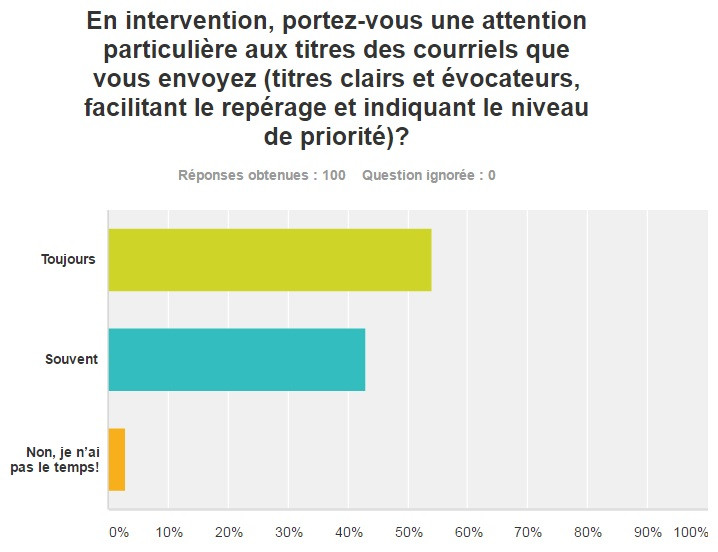 En intervention, portez-vous une attention
particulière aux titres des courriels que
vous envoyez (titres clairs et évocateurs,
facilitant le repérage et indiquant le niveau
de priorité)?
Réponses obtenues : 100 Question ignorée : 0
Toujours
Souvent
Non, je n'ai
pas le temps!
0% 10% 20% 30% 40% 50% 60% 70% 80% 90% 100%